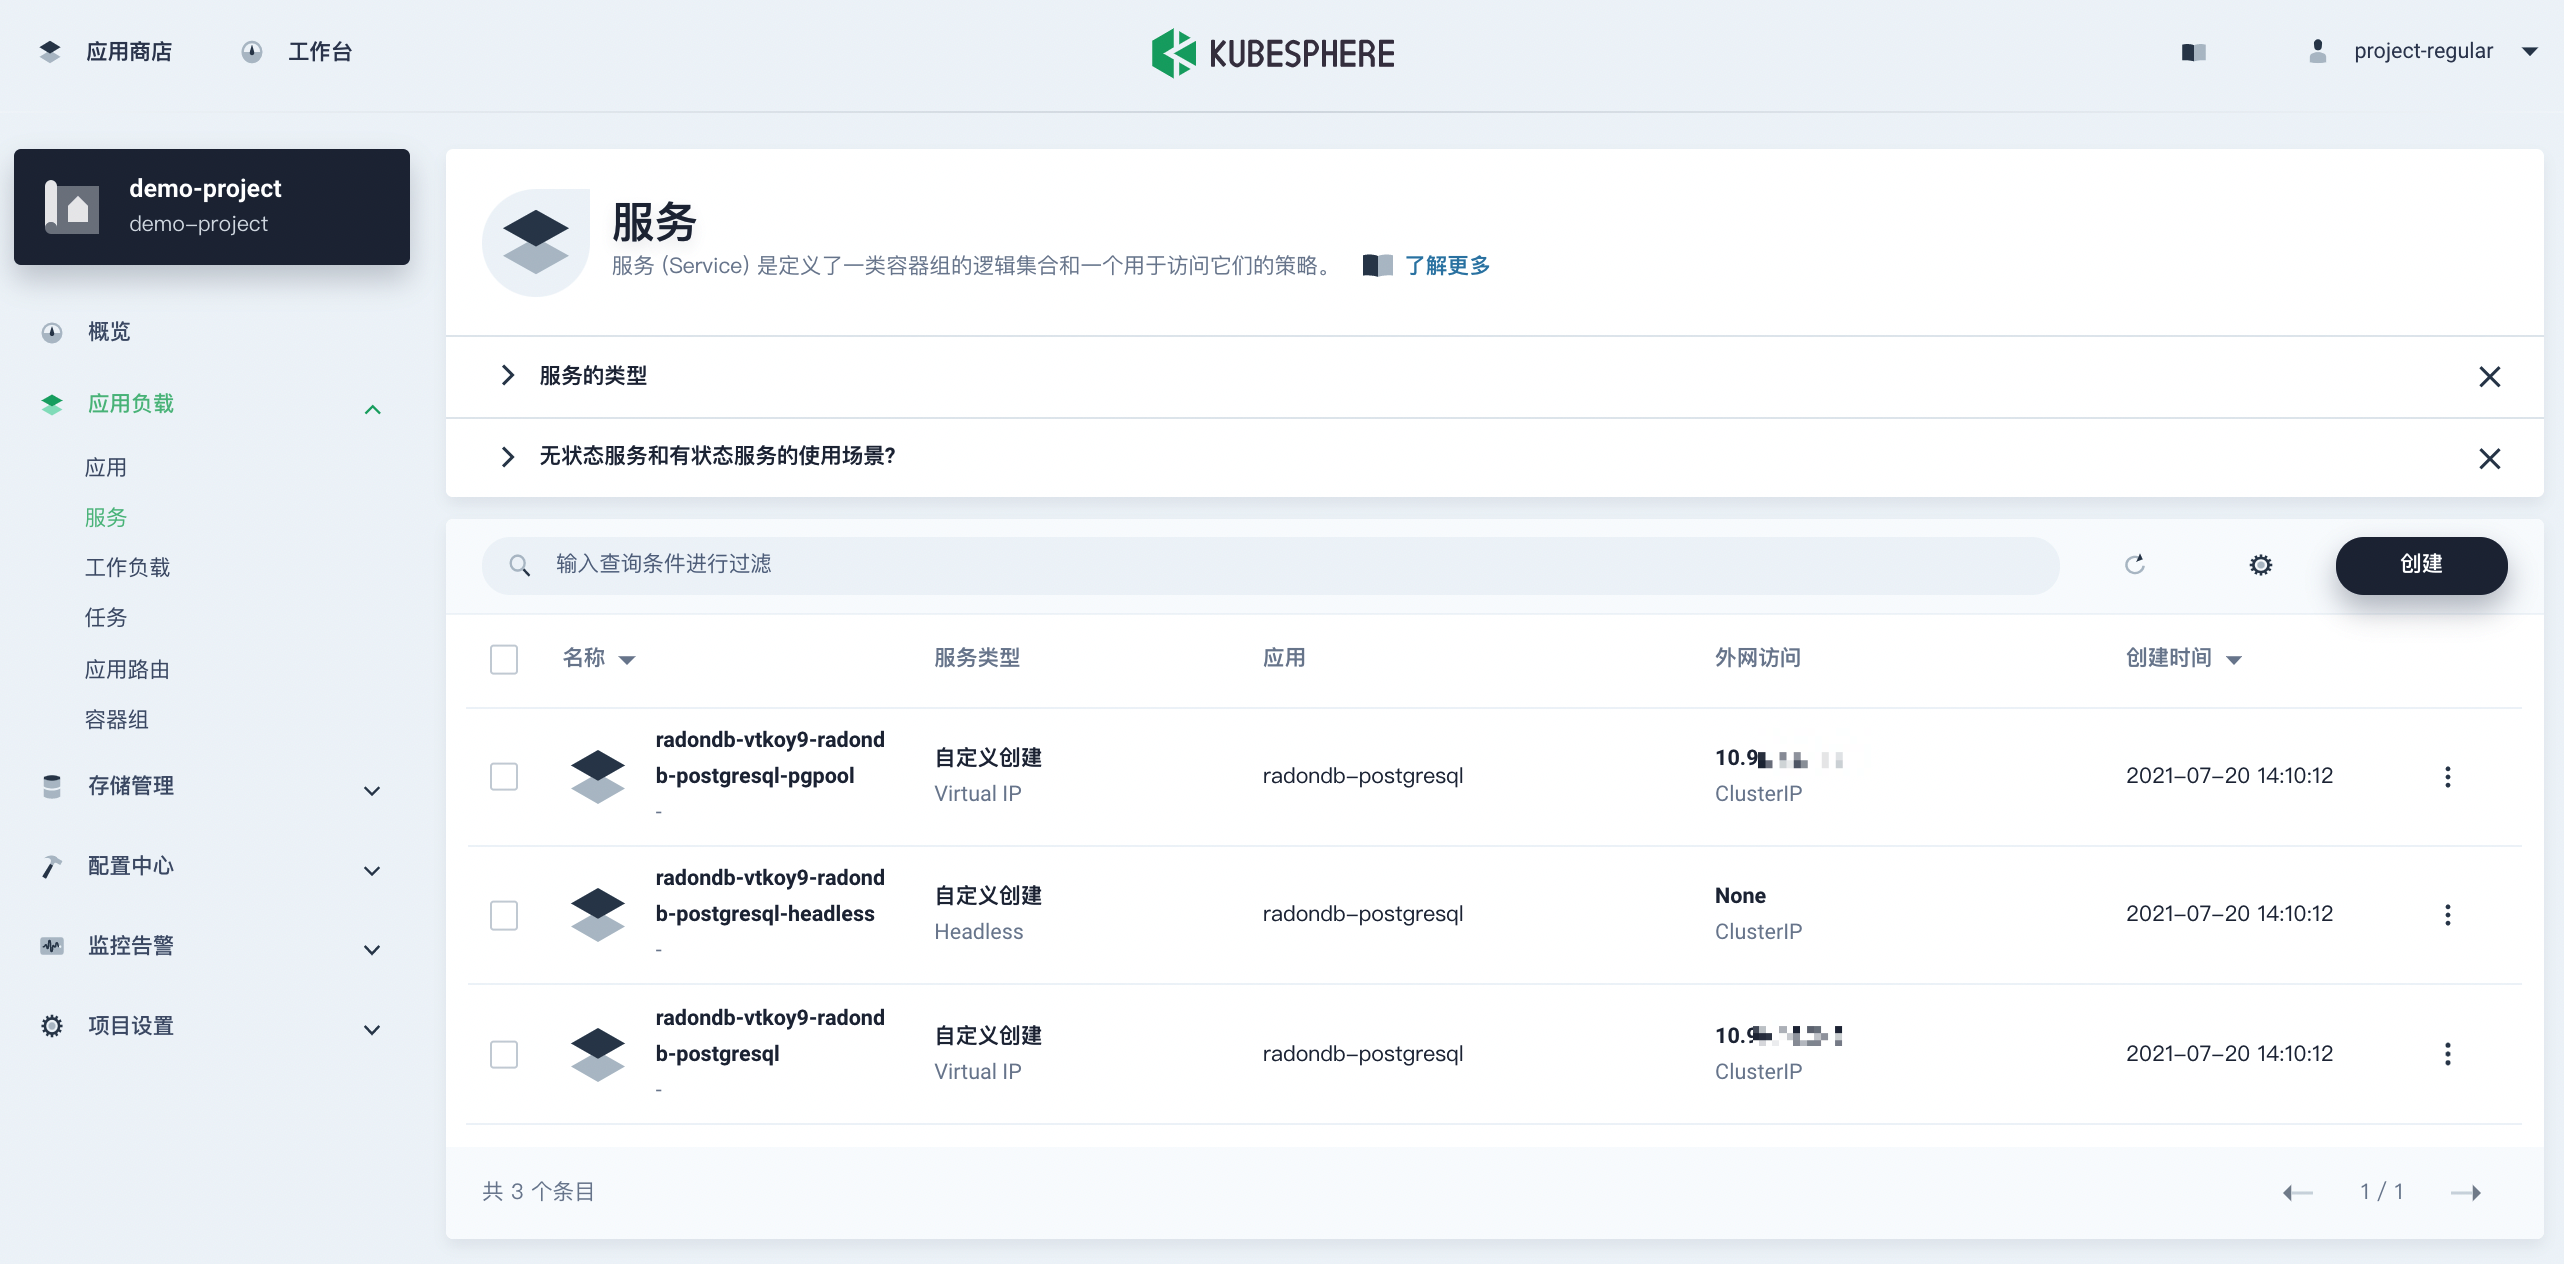 应用商店
工作台
KUBESPHERE
project-regular
demo-project
demo-project
概览
应用负载
应用
服务
工作负载
任务
应用路由
容器组
存储管理
配置中心
监控告警
项目设置
服务
服务 (Service) 是定义了一类容器组的逻辑集合和一个用于访问它们的策略。 了解更多
服务的类型
无状态服务和有状态服务的使用场景?
输入查询条件进行过滤
创建
名称 服务类型 应用 外网访问 创建时间
radondb-vtkoy9-radond
b-postgresql-pgpool
-
自定义创建
Virtual IP
radondb-postgresql
10.9
ClusterIP
2021-07-20 14:10:12
radondb-vtkoy9-radond
b-postgresql-headless
-
自定义创建
Headless
radondb-postgresql
None
ClusterIP
2021-07-20 14:10:12
radondb-vtkoy9-radond
b-postgresql
-
自定义创建
Virtual IP
radondb-postgresql
10.9
ClusterIP
2021-07-20 14:10:12
共 3 个条目
1 / 1